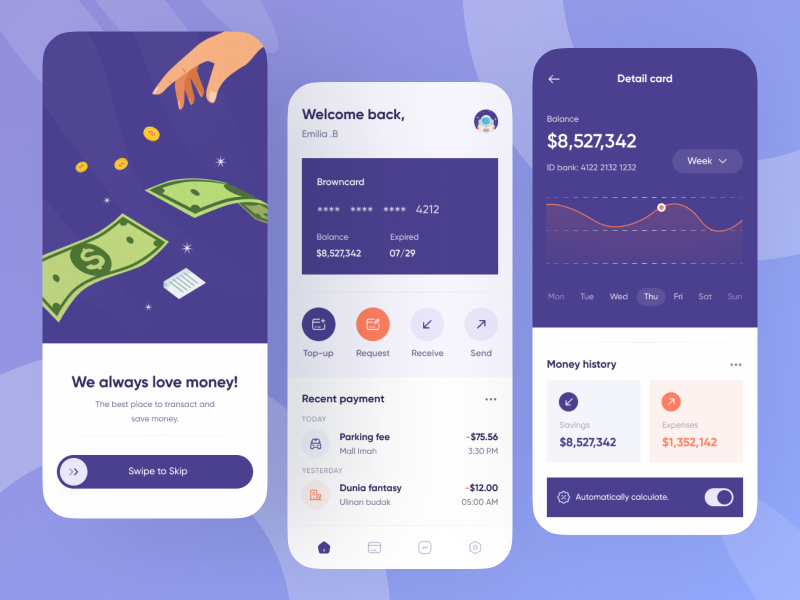 We always love money!
The best place to transact and
save money.
Swipe to Skip
Welcome back,
Emilia .B
Browncard
**** **** **** 4212
Balance Expired
$8,527,342 07/29
Top-up Request Receive Send
Recent payment
TODAY
Parking fee -$75.56
Mall lmah 3:30 PM
YESTERDAY
Dunia fantasy -$12.00
Ulinan budak 05:00 AM
Detail card
Balance
$8,527,342
ID bank: 4122 2132 1232
Week
Mon Tue Wed Thu Fri Sat Sun
Money history
Savings Expenses
$8,527,342 $1,352,142
Automatically calculate.